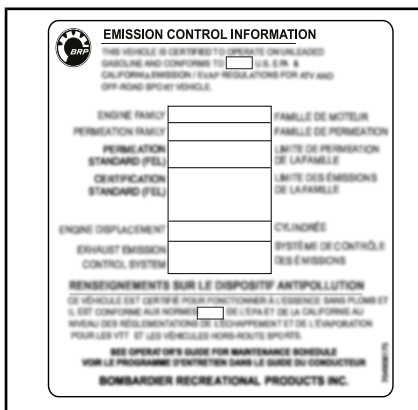 BRP
EMISSION CONTROL INFORMATION
THIS VEHICLE IS CERTIFIED TO OPERATE ON UNLEADED
GASOLINE AND CONFORMS TO U.S. EPA &
CALIFORNIA EMISSION / EVAP REGULATIONS FOR ATV AND
OFF-ROAD SPORT VEHICLE.
ENGINE FAMILY FAMILLE DE MOTEUR
PERMEATION FAMILY FAMILLE DE PERMEATION
PERMEATION LIMITE DE PERMEATION
STANDARD (FEL) DE LA FAMILLE
CERTIFICATION LIMITE DES ÉMISSIONS
STANDARD (FEL) DE LA FAMILLE
ENGINE DISPLACEMENT CYLINDRÉE
EXHAUST EMISSION SYSTÈME DE CONTRÔLE
CONTROL SYSTEM DES ÉMISSIONS
RENSEIGNEMENTS SUR LE DISPOSITIF ANTIPOLLUTION
CE VÉHICULE EST CERTIFIÉ POUR FONCTIONNER À L'ESSENCE SANS PLOMB ET
IL EST CONFORME AUX NORMES DE L'EPA ET DE LA CALIFORNIE AU
NIVEAU DES RÉGLEMENTATIONS DE L'ÉCHAPPEMENT ET DE L'ÉVAPORATION
POUR LES VTT ET LES VÉHICULES HORS-ROUTE SPORTS.
SEE OPERATOR'S GUIDE FOR MAINTENANCE SCHEDULE
VOIR LE PROGRAMME D'ENTRETIEN DANS LE GUIDE DU CONDUCTEUR
BOMBARDIER RECREATIONAL PRODUCTS INC.